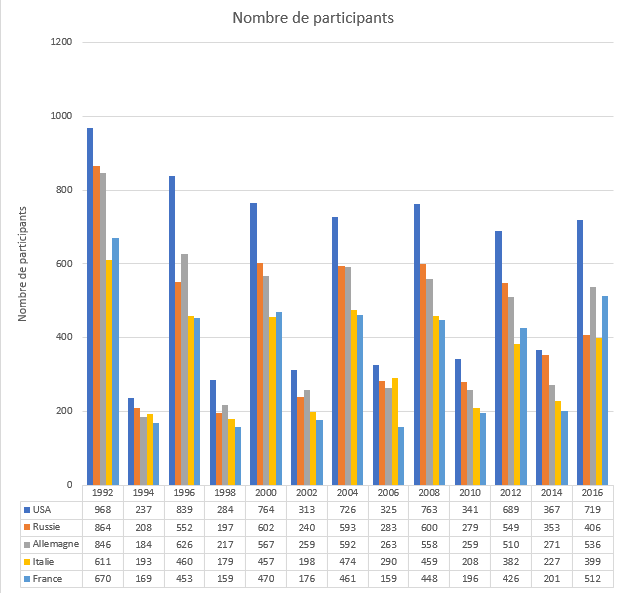 Nombre de participants
1200
1000
800
600
400
200
0
Nombre de participants
1992 1994 1996 1998 2000 2002 2004 2006 2008 2010 2012 2014 2016
USA 968 237 839 284 764 313 726 325 763 341 689 367 719
Russie 864 208 552 197 602 240 593 283 600 279 549 353 406
Allemagne 846 184 626 217 567 259 592 263 558 259 510 271 536
Italie 611 193 460 179 457 198 474 290 459 208 382 227 399
France 670 169 453 159 470 176 461 159 448 196 426 201 512